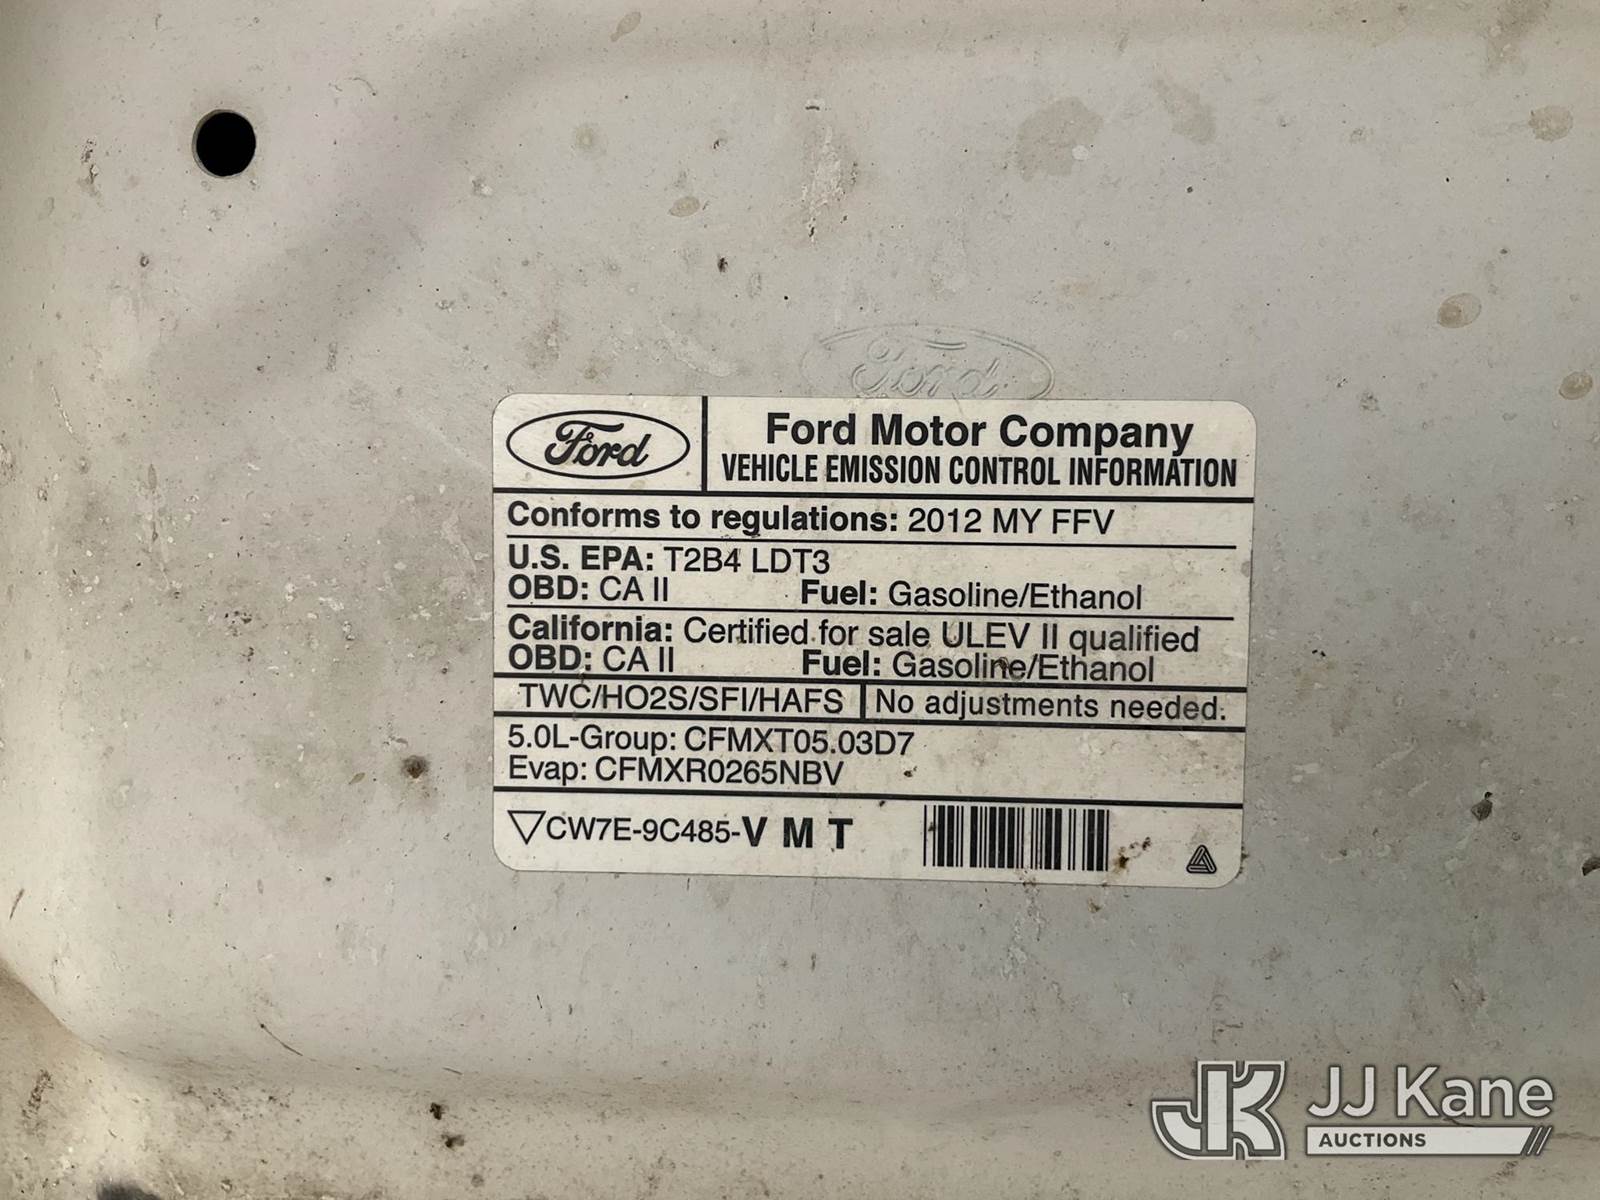 Ford
Ford Ford Motor Company
VEHICLE EMISSION CONTROL INFORMATION
Conforms to regulations: 2012 MY FFV
U.S. EPA: T2B4 LDT3
OBD: CA II Fuel: Gasoline/Ethanol
California: Certified for sale ULEV II qualified
OBD: CA II Fuel: Gasoline/Ethanol
TWC/HO2S/SFI/HAFS No adjustments needed.
5.0L-Group: CFMXT05.03D7
Evap: CFMXR0265NBV
CW7E-9C485-V M T
JK JJ Kane
AUCTIONS